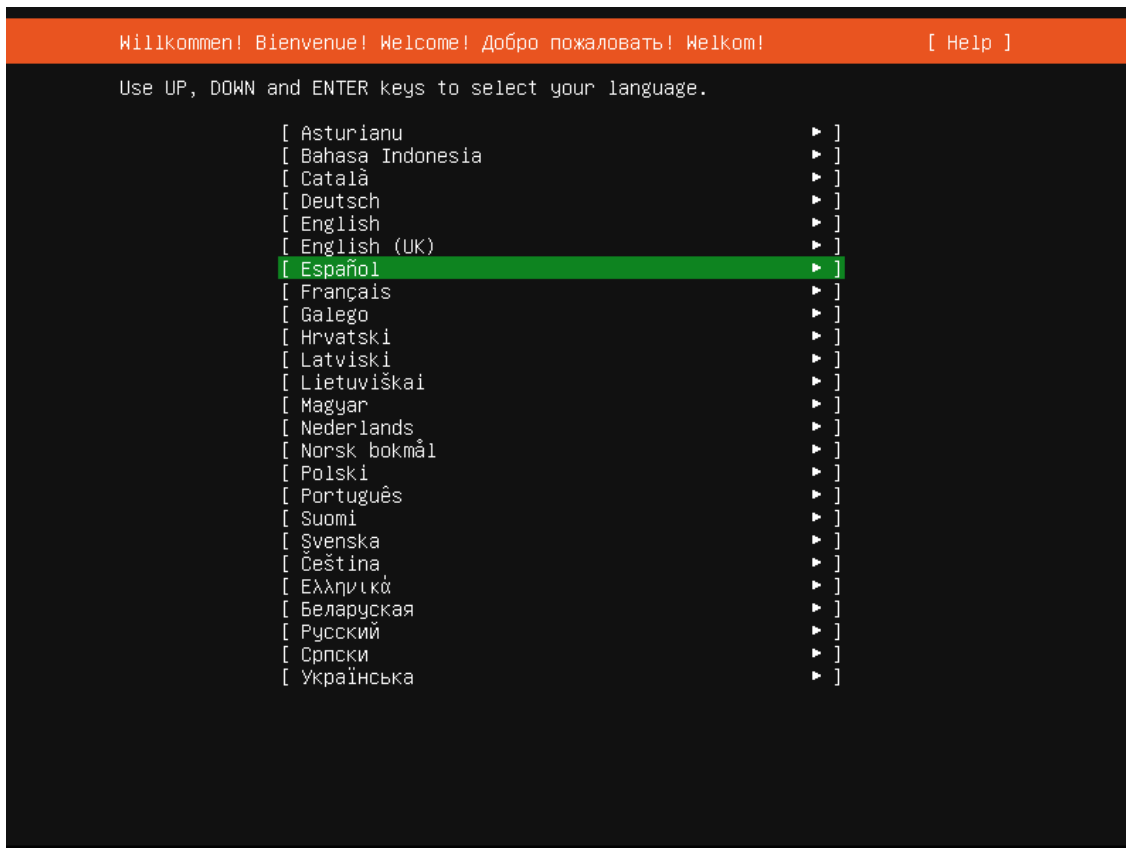 Willkommen! Bienvenue! Welcome! Добро пожаловать! Welkom! [ Help ]
Use UP, DOWN and ENTER keys to select your language.
[ Asturianu ▸ ]
[ Bahasa Indonesia ▸ ]
[ Català ▸ ]
[ Deutsch ▸ ]
[ English ▸ ]
[ English (UK) ▸ ]
[ Español ▸ ]
[ Français ▸ ]
[ Galego ▸ ]
[ Hrvatski ▸ ]
[ Latviski ▸ ]
[ Lietuviškai ▸ ]
[ Magyar ▸ ]
[ Nederlands ▸ ]
[ Norsk bokmål ▸ ]
[ Polski ▸ ]
[ Português ▸ ]
[ Suomi ▸ ]
[ Svenska ▸ ]
[ Čeština ▸ ]
[ Ελληνικά ▸ ]
[ Беларуская ▸ ]
[ Русский ▸ ]
[ Српски ▸ ]
[ Українська ▸ ]